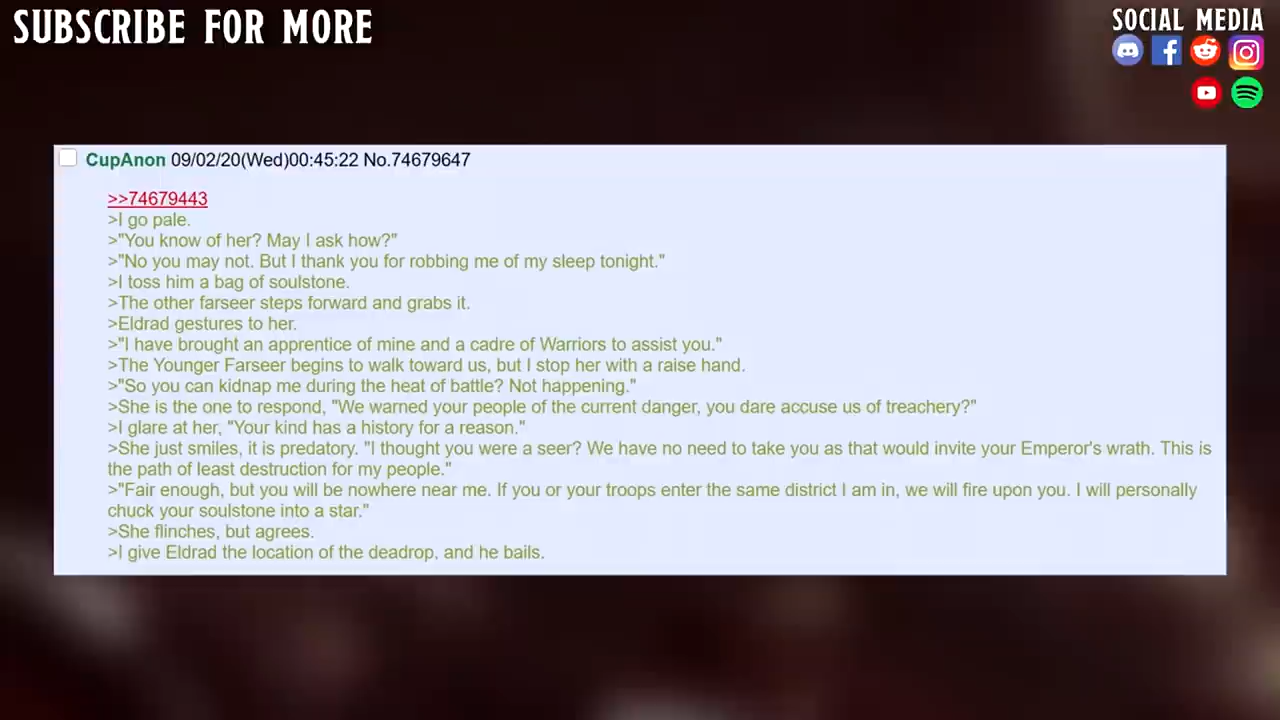 SUBSCRIBE FOR MORE
SOCIAL MEDIA
CupAnon 09/02/20(Wed)00:45:22 No.74679647
>>74679443
>I go pale.
>"You know of her? May I ask how?"
>"No you may not. But I thank you for robbing me of my sleep tonight."
>I toss him a bag of soulstone.
>The other farseer steps forward and grabs it.
>Eldrad gestures to her.
>"I have brought an apprentice of mine and a cadre of Warriors to assist you."
>The Younger Farseer begins to walk toward us, but I stop her with a raise hand.
>"So you can kidnap me during the heat of battle? Not happening."
>She is the one to respond, "We warned your people of the current danger, you dare accuse us of treachery?"
>I glare at her, "Your kind has a history for a reason."
>She just smiles, it is predatory. "I thought you were a seer? We have no need to take you as that would invite your Emperor's wrath. This is
the path of least destruction for my people."
>"Fair enough, but you will be nowhere near me. If you or your troops enter the same district I am in, we will fire upon you. I will personally
chuck your soulstone into a star."
>She flinches, but agrees.
>I give Eldrad the location of the deadrop, and he bails.